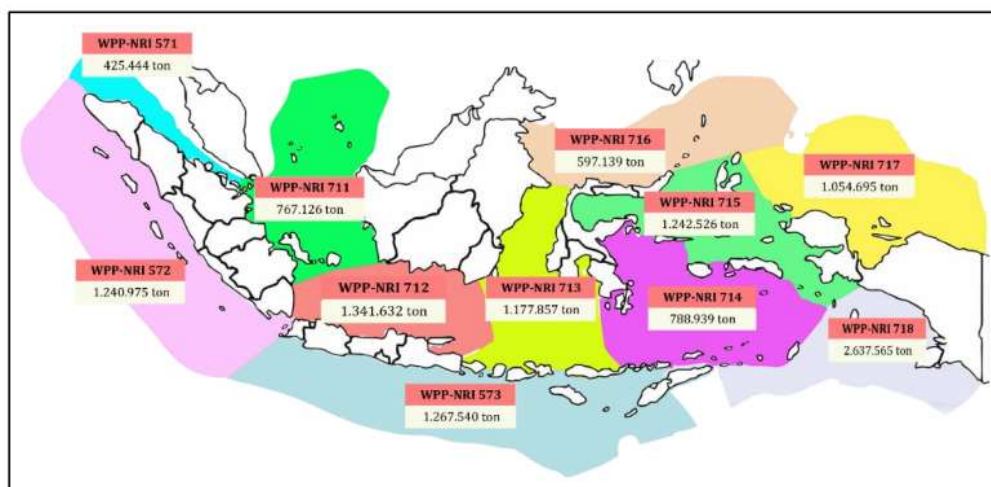 WPP-NRI 571
425.444 ton
WPP-NRI 716
597.139 ton
WPP-NRI 717
1.054.695 ton
WPP-NRI 711
767.126 ton
WPP-NRI 715
1.242.526 ton
WPP-NRI 572
1.240.975 ton
WPP-NRI 712
1.341.632 ton
WPP-NRI 713
1.177.857 ton
WPP-NRI 714
788.939 ton
WPP-NRI 718
2.637.565 ton
WPP-NRI 573
1.267.540 ton